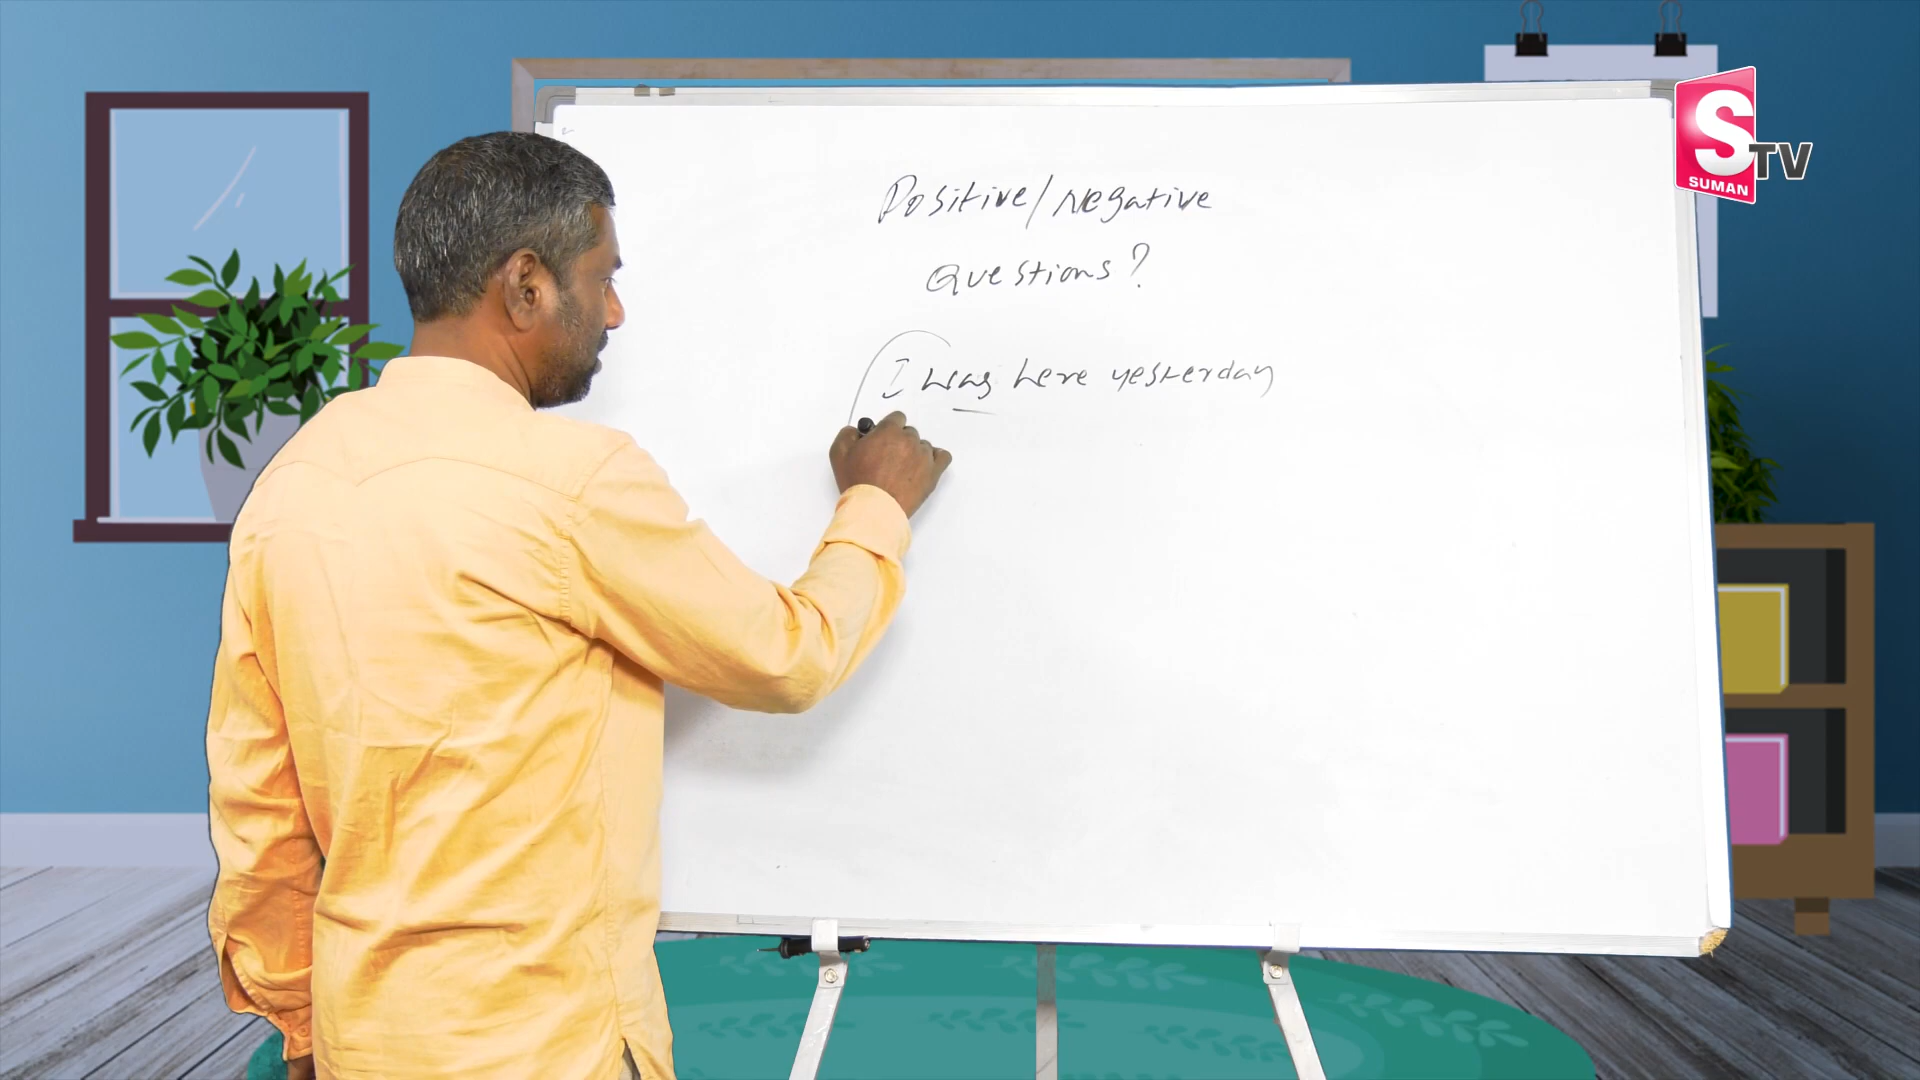 Positive/Negative
Questions?
I was here yesterday
S TV
SUMAN